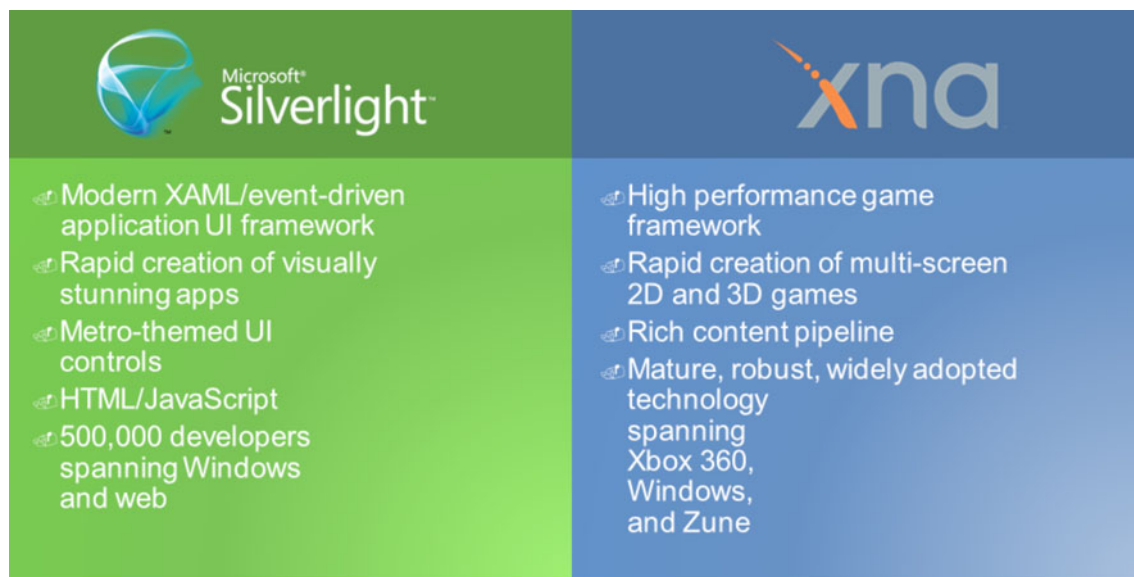 Microsoft®
Silverlight™
™
Modern XAML/event-driven
application UI framework
Rapid creation of visually
stunning apps
Metro-themed UI
controls
HTML/JavaScript
500,000 developers
spanning Windows
and web
xna
High performance game
framework
Rapid creation of multi-screen
2D and 3D games
Rich content pipeline
Mature, robust, widely adopted
technology
spanning
Xbox 360,
Windows,
and Zune